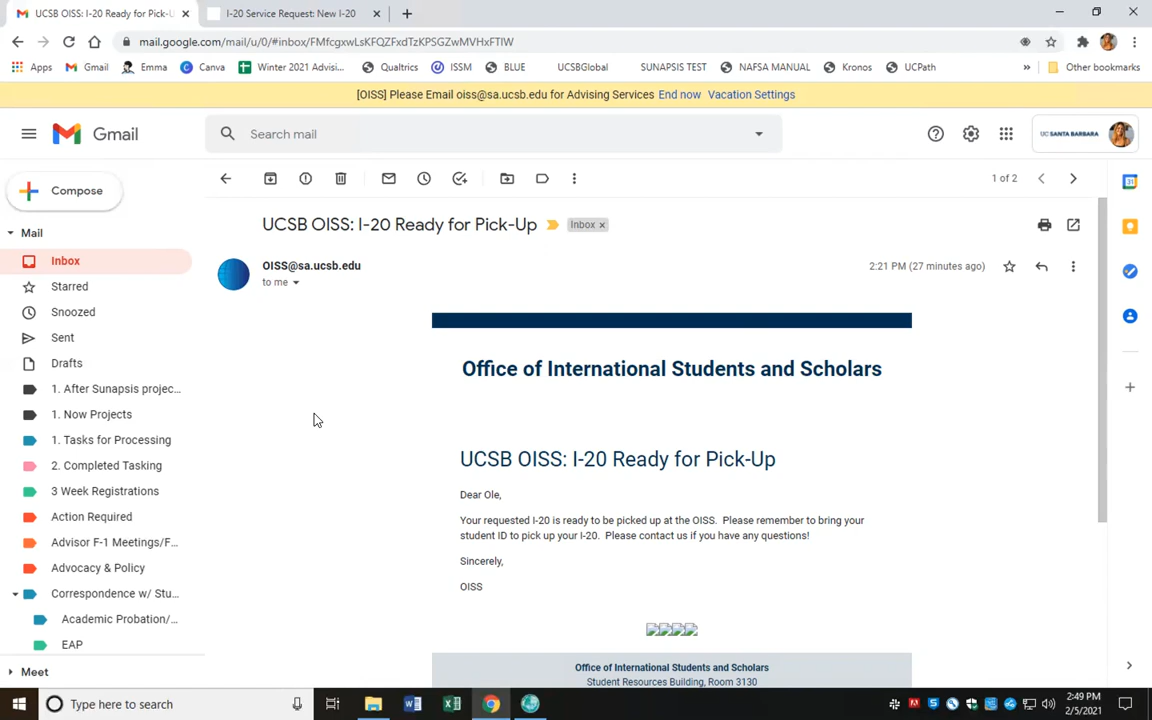 UCSB OISS: I-20 Ready for Pick-U
I-20 Service Request: New I-20
mail.google.com/mail/u/0/#inbox/FMfcgxwLsKFQZFxdTzKPSGZwMVHxFTlW
Apps Gmail Emma Canva Winter 2021 Advisi... Qualtrics ISSM BLUE UCSBGlobal SUNAPSIS TEST NAFSA MANUAL Kronos UCPath » Other bookmarks
[OISS] Please Email oiss@sa.ucsb.edu for Advising Services End now Vacation Settings
Gmail
Search mail
UC SANTA BARBARA
Compose
1 of 2
31
Mail
UCSB OISS: I-20 Ready for Pick-Up Inbox x
Inbox
OISS@sa.ucsb.edu
2:21 PM (27 minutes ago)
to me
Starred
Snoozed
Sent
Drafts
1. After Sunapsis projec...
1. Now Projects
1. Tasks for Processing
2. Completed Tasking
3 Week Registrations
Action Required
Advisor F-1 Meetings/F...
Advocacy & Policy
Correspondence w/ Stu...
Academic Probation/...
EAP
Meet
Office of International Students and Scholars
UCSB OISS: I-20 Ready for Pick-Up
Dear Ole,
Your requested I-20 is ready to be picked up at the OISS. Please remember to bring your
student ID to pick up your I-20. Please contact us if you have any questions!
Sincerely,
OISS
Office of International Students and Scholars
Student Resources Building, Room 3130
Type here to search
2:49 PM
2/5/2021